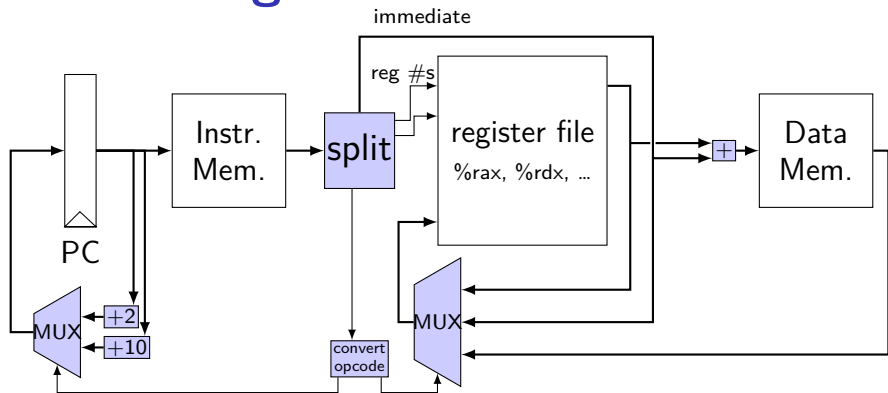 immediate
reg #s
Instr.
Mem.
split
register file
%rax, %rdx, ...
+
Data
Mem.
PC
MUX
+2
+10
MUX
convert
opcode